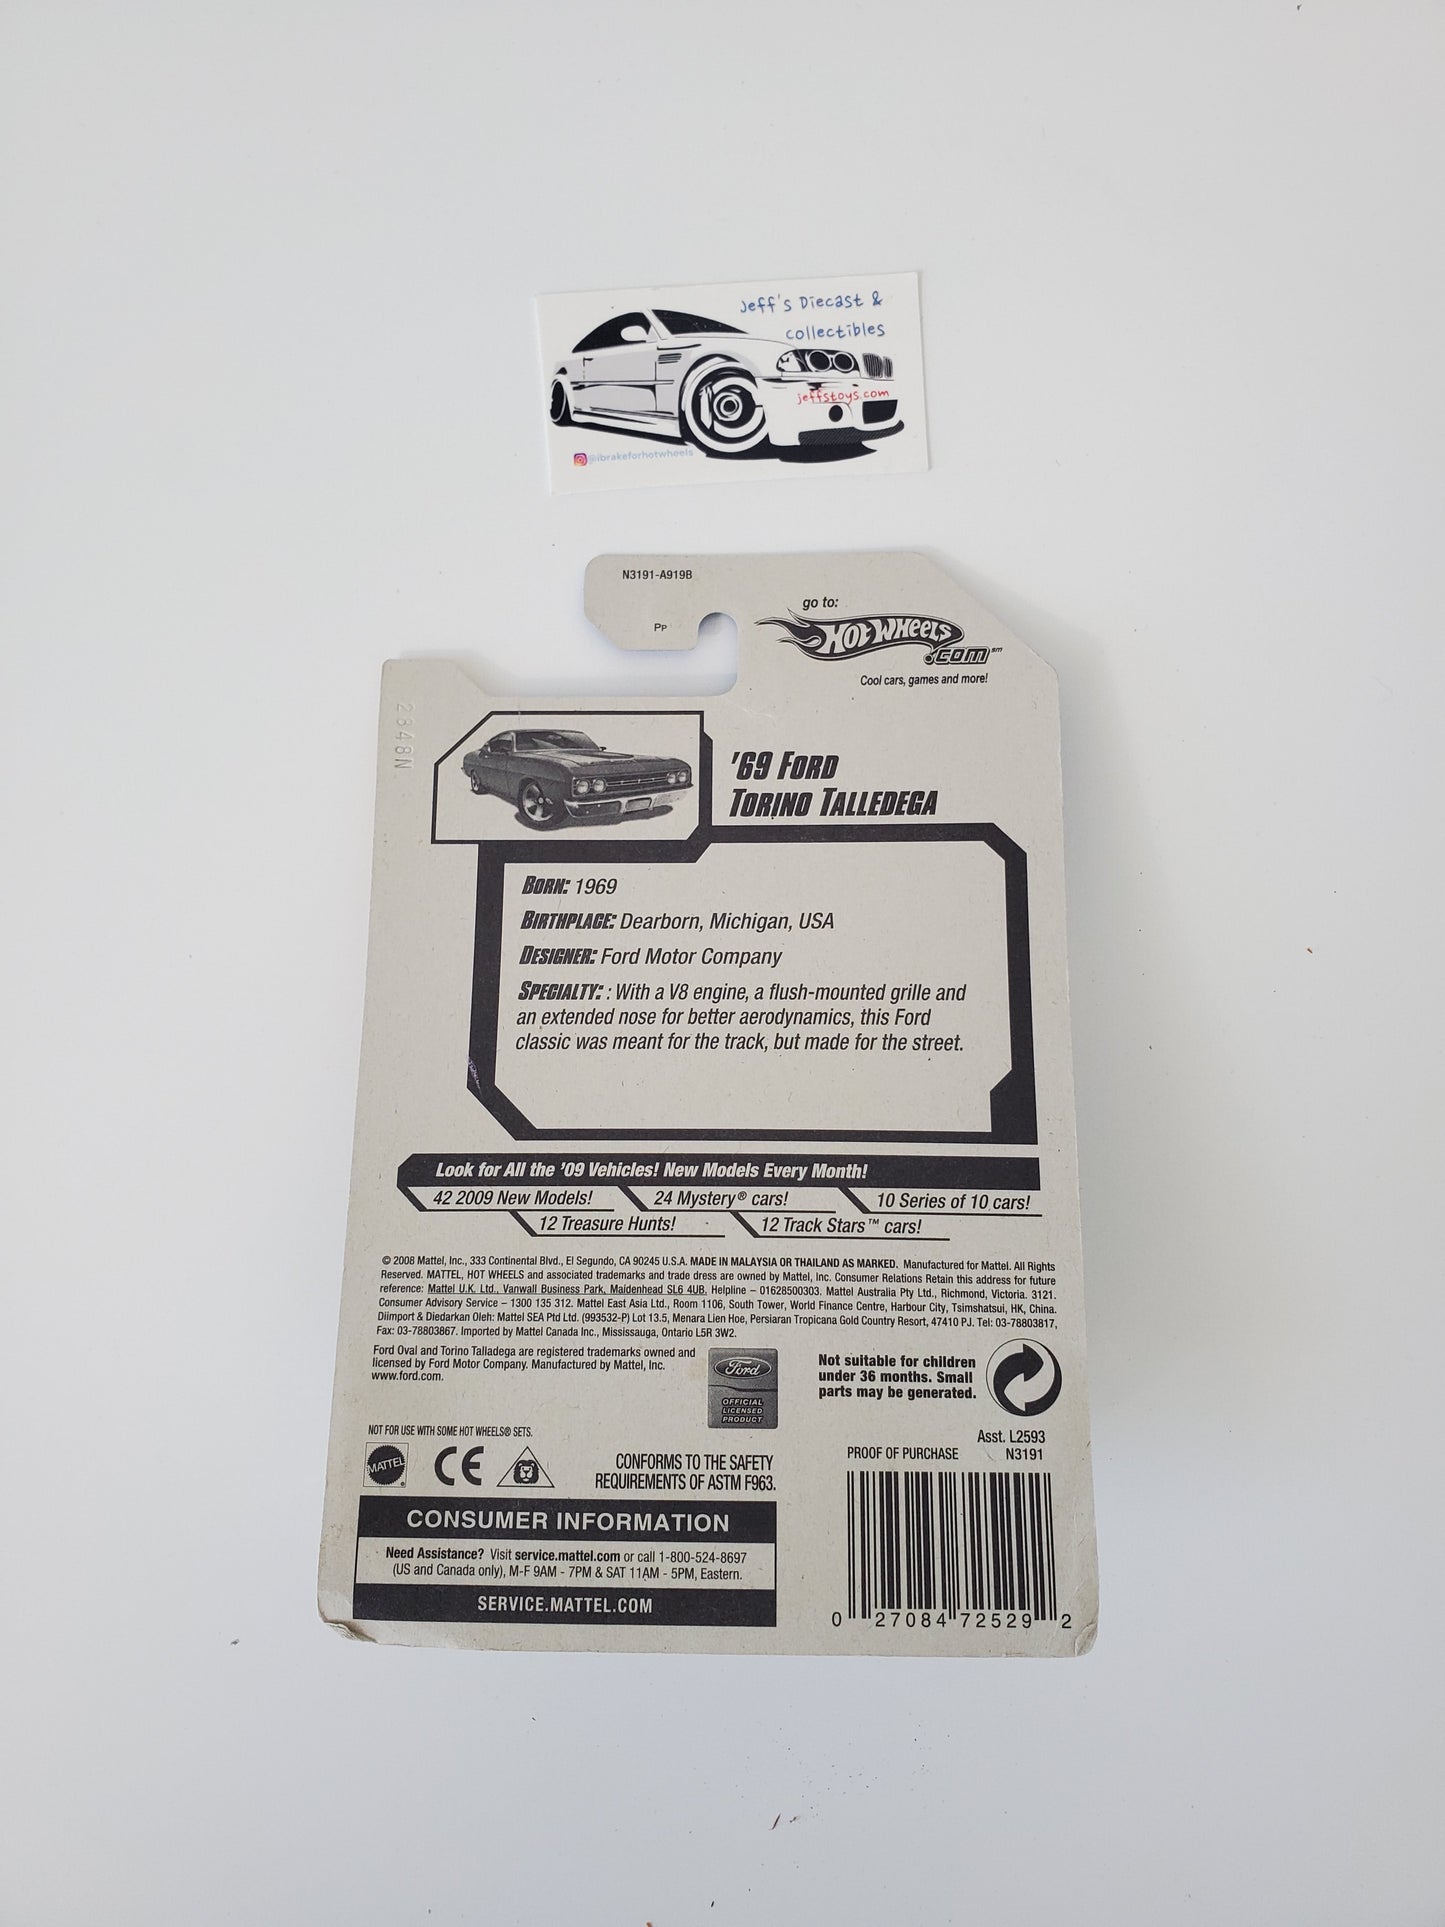 Jeff's Diecast &
collectibles
jeffstoys.com
@ibrakeforhotwheels
N3191-A919B
Pp
go to:
Hot Wheels
.com℠
Cool cars, games and more!
2348N
'69 Ford
Torino Talledega
Born: 1969
Birthplace: Dearborn, Michigan, USA
Designer: Ford Motor Company
Specialty: : With a V8 engine, a flush-mounted grille and
an extended nose for better aerodynamics, this Ford
classic was meant for the track, but made for the street.
Look for All the '09 Vehicles! New Models Every Month!
42 2009 New Models! 24 Mystery® cars! 10 Series of 10 cars!
12 Treasure Hunts! 12 Track Stars™ cars!
© 2008 Mattel, Inc., 333 Continental Blvd., El Segundo, CA 90245 U.S.A. MADE IN MALAYSIA OR THAILAND AS MARKED. Manufactured for Mattel. All Rights
Reserved. MATTEL, HOT WHEELS and associated trademarks and trade dress are owned by Mattel, Inc. Consumer Relations Retain this address for future
reference: Mattel U.K. Ltd., Vanwall Business Park, Maidenhead SL6 4UB. Helpline – 01628500303. Mattel Australia Pty Ltd., Richmond, Victoria. 3121.
Consumer Advisory Service – 1300 135 312. Mattel East Asia Ltd., Room 1106, South Tower, World Finance Centre, Harbour City, Tsimshatsui, HK, China.
Diimport & Diedarkan Oleh: Mattel SEA Ptd Ltd. (993532-P) Lot 13.5, Menara Lien Hoe, Persiaran Tropicana Gold Country Resort, 47410 PJ. Tel: 03-78803817,
Fax: 03-78803867. Imported by Mattel Canada Inc., Mississauga, Ontario L5R 3W2.
Ford Oval and Torino Talladega are registered trademarks owned and
licensed by Ford Motor Company. Manufactured by Mattel, Inc.
www.ford.com.
Ford
OFFICIAL
LICENSED
PRODUCT
Not suitable for children
under 36 months. Small
parts may be generated.
NOT FOR USE WITH SOME HOT WHEELS® SETS.
MATTEL
CE
CONFORMS TO THE SAFETY
REQUIREMENTS OF ASTM F963.
Asst. L2593
PROOF OF PURCHASE N3191
CONSUMER INFORMATION
Need Assistance? Visit service.mattel.com or call 1-800-524-8697
(US and Canada only), M-F 9AM - 7PM & SAT 11AM - 5PM, Eastern.
SERVICE.MATTEL.COM
0 27084 72529 2